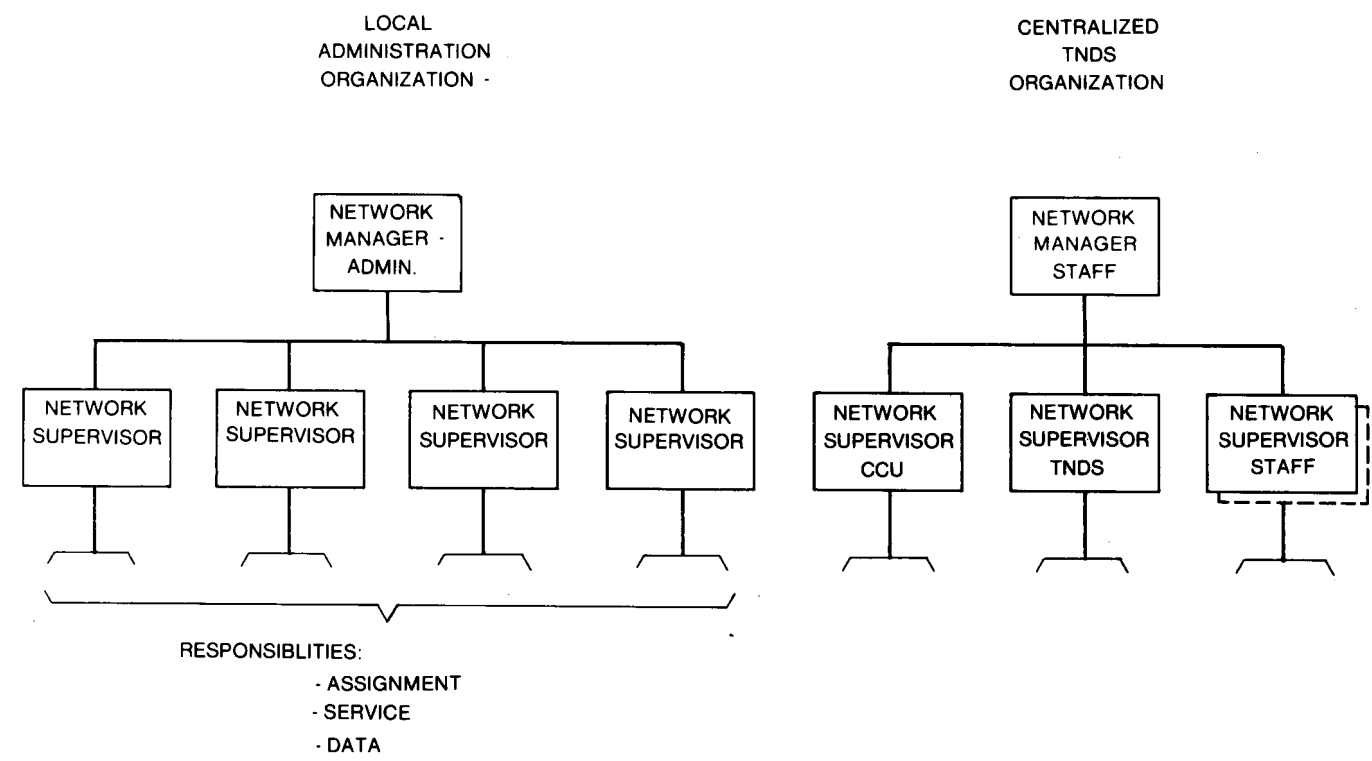 LOCAL
ADMINISTRATION
ORGANIZATION -
CENTRALIZED
TNDS
ORGANIZATION
NETWORK
MANAGER -
ADMIN.
NETWORK
MANAGER
STAFF
NETWORK
SUPERVISOR
NETWORK
SUPERVISOR
NETWORK
SUPERVISOR
NETWORK
SUPERVISOR
NETWORK
SUPERVISOR
CCU
NETWORK
SUPERVISOR
TNDS
NETWORK
SUPERVISOR
STAFF
RESPONSIBLITIES:
- ASSIGNMENT
- SERVICE
- DATA